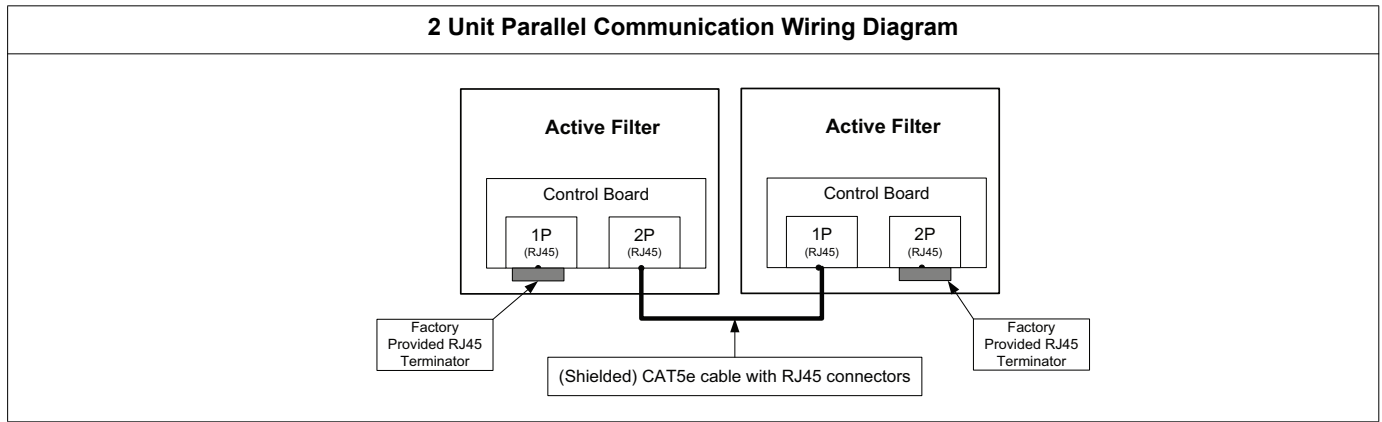 2 Unit Parallel Communication Wiring Diagram
Active Filter
Control Board
1P
(RJ45)
2P
(RJ45)
Active Filter
Control Board
1P
(RJ45)
2P
(RJ45)
Factory
Provided RJ45
Terminator
(Shielded) CAT5e cable with RJ45 connectors
Factory
Provided RJ45
Terminator